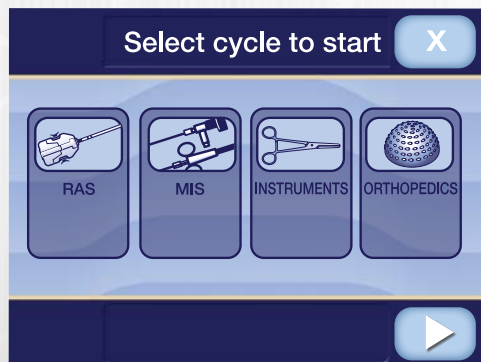 Select cycle to start
X
RAS
MIS
INSTRUMENTS
ORTHOPEDICS